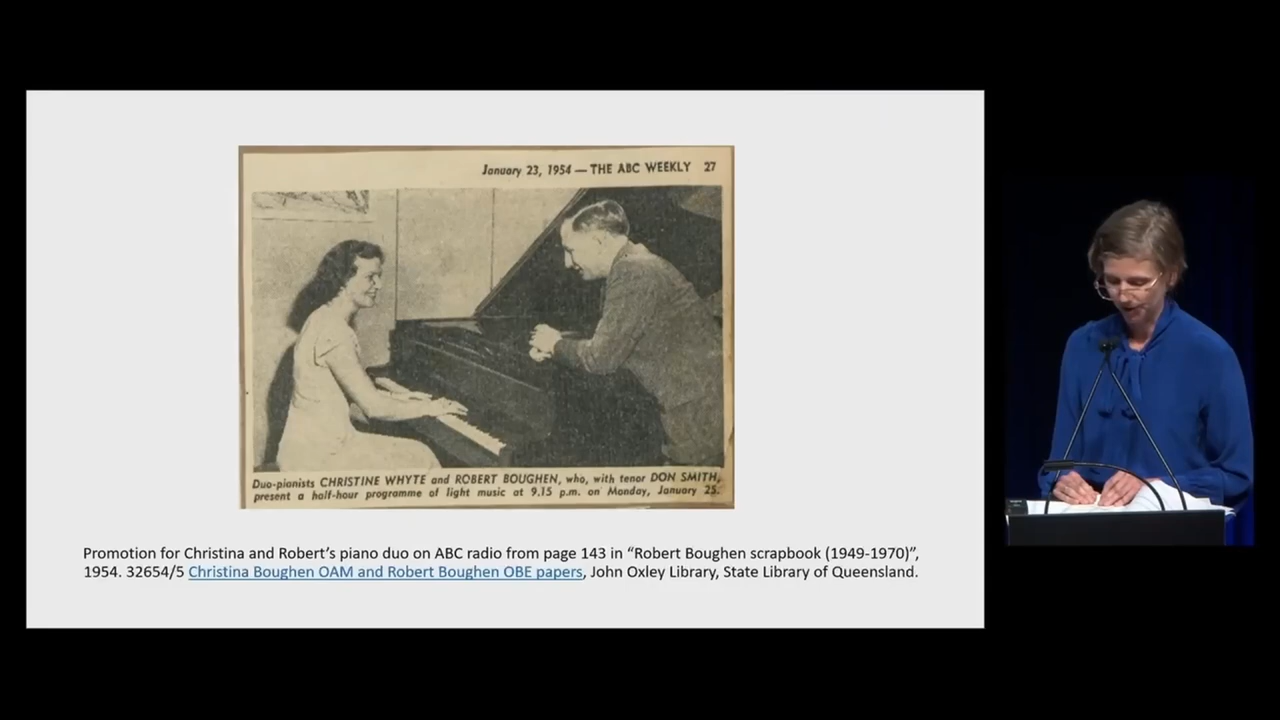 January 23, 1954 — THE ABC WEEKLY 27
Duo-pianists CHRISTINE WHYTE and ROBERT BOUGHEN, who, with tenor DON SMITH,
present a half-hour programme of light music at 9.15 p.m. on Monday, January 25.
Promotion for Christina and Robert’s piano duo on ABC radio from page 143 in “Robert Boughen scrapbook (1949-1970)”,
1954. 32654/5 Christina Boughen OAM and Robert Boughen OBE papers, John Oxley Library, State Library of Queensland.